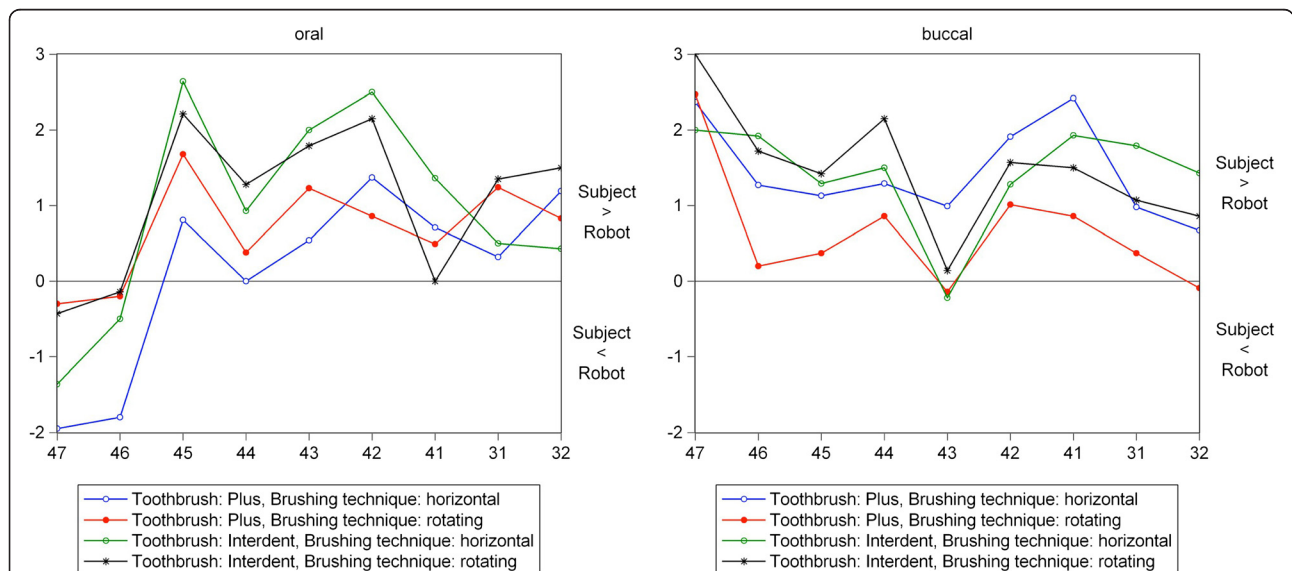 oral
3
2
1
0
-1
-2
47 46 45 44 43 42 41 31 32
Subject
>
Robot
Subject
<
Robot
Toothbrush: Plus, Brushing technique: horizontal
Toothbrush: Plus, Brushing technique: rotating
Toothbrush: Interdent, Brushing technique: horizontal
Toothbrush: Interdent, Brushing technique: rotating
buccal
3
2
1
0
-1
-2
47 46 45 44 43 42 41 31 32
Subject
>
Robot
Subject
<
Robot
Toothbrush: Plus, Brushing technique: horizontal
Toothbrush: Plus, Brushing technique: rotating
Toothbrush: Interdent, Brushing technique: horizontal
Toothbrush: Interdent, Brushing technique: rotating